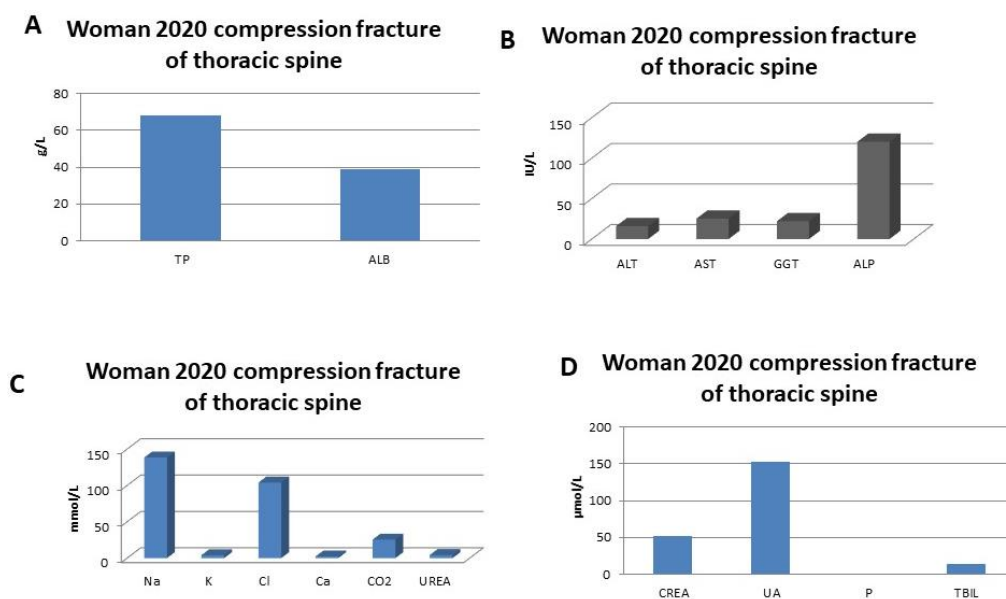 A
Woman 2020 compression fracture
of thoracic spine
80
60
40
20
0
g/L
TP ALB
B
Woman 2020 compression fracture
of thoracic spine
150
100
50
0
IU/L
ALT AST GGT ALP
C
Woman 2020 compression fracture
of thoracic spine
150
100
50
0
mmol/L
Na K Cl Ca CO2 UREA
D
Woman 2020 compression fracture
of thoracic spine
200
150
100
50
0
µmol/L
CREA UA P TBIL